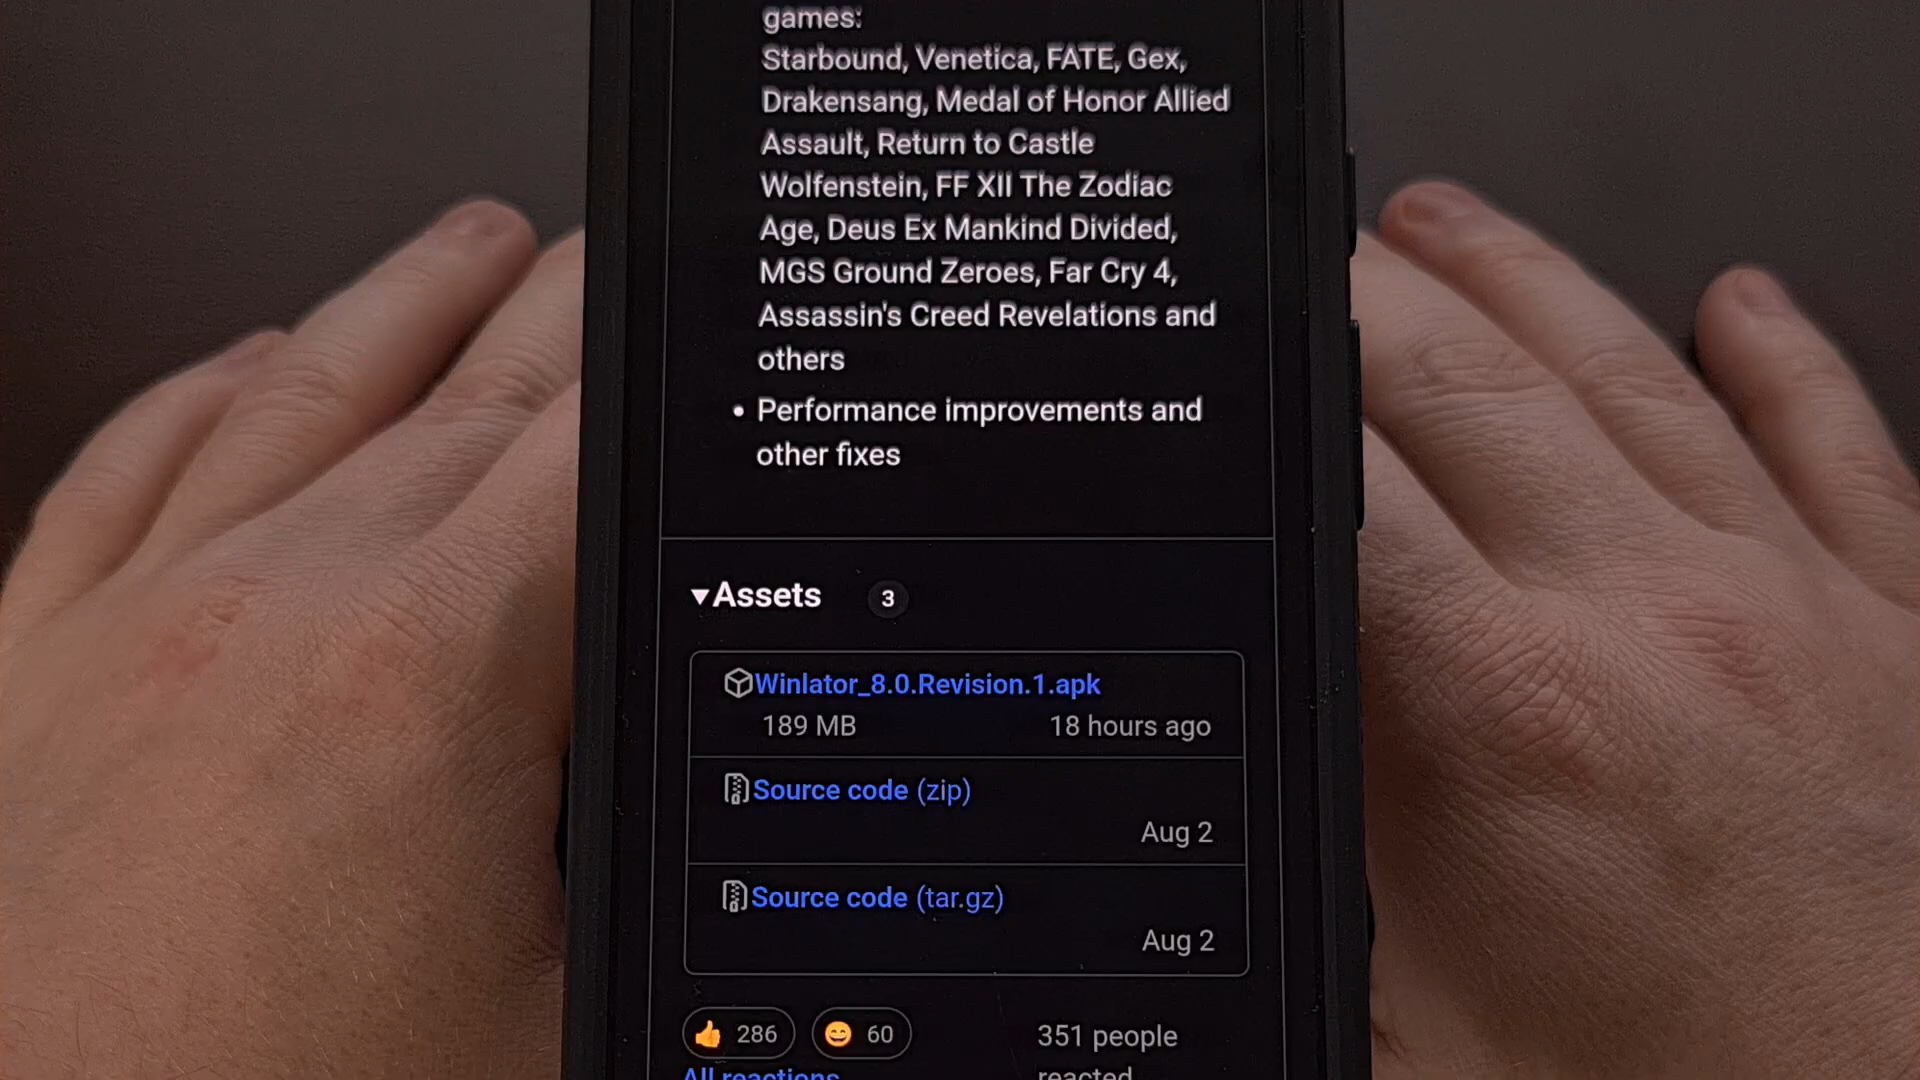 games:
Starbound, Venetica, FATE, Gex,
Drakensang, Medal of Honor Allied
Assault, Return to Castle
Wolfenstein, FF XII The Zodiac
Age, Deus Ex Mankind Divided,
MGS Ground Zeroes, Far Cry 4,
Assassin's Creed Revelations and
others
• Performance improvements and
other fixes
▼Assets 3
Winlator_8.0.Revision.1.apk
189 MB 18 hours ago
Source code (zip)
Aug 2
Source code (tar.gz)
Aug 2
👍 286 😄 60 351 people
All reactions reacted